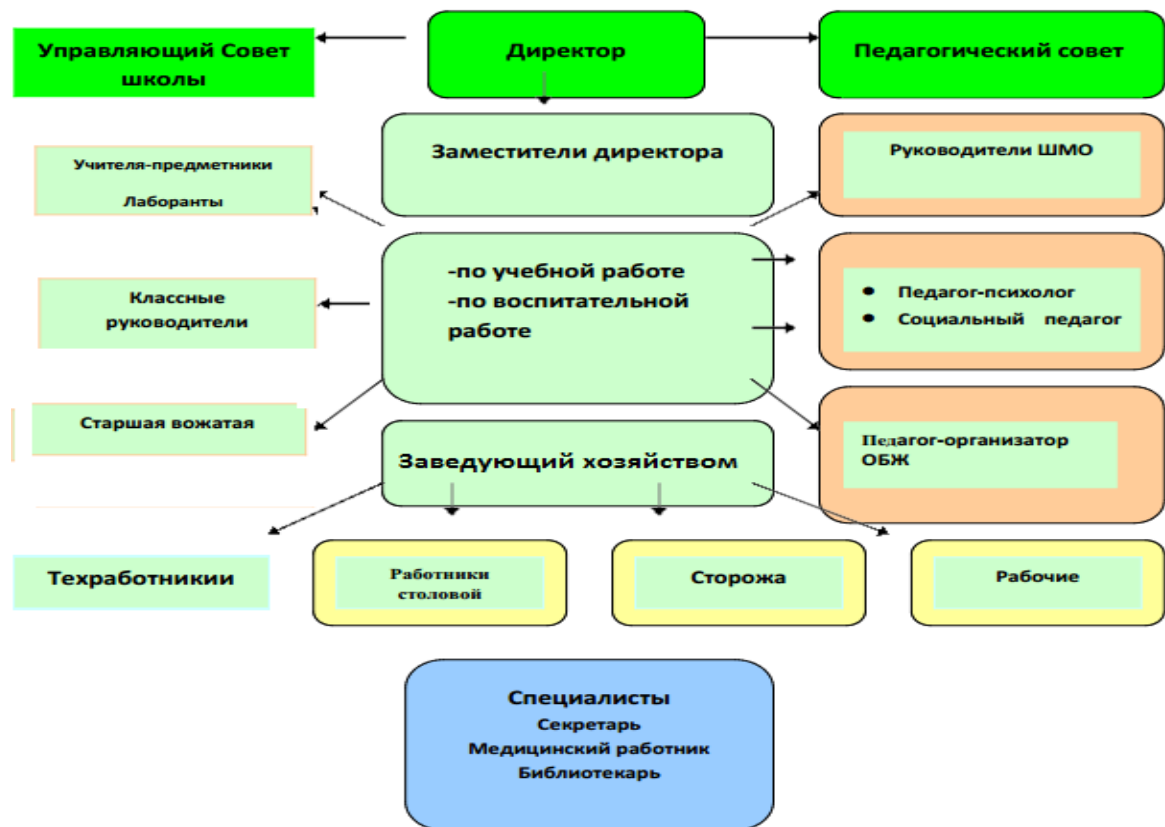 Управляющий Совет
школы
Директор
Педагогический совет
Заместители директора
Учителя-предметники
Лаборанты
Руководители ШМО
-по учебной работе
-по воспитательной
работе
Классные
руководители
• Педагог-психолог
• Социальный педагог
Старшая вожатая
Педагог-организатор
ОБЖ
Заведующий хозяйством
Техработникии
Работники
столовой
Сторожа
Рабочие
Специалисты
Секретарь
Медицинский работник
Библиотекарь